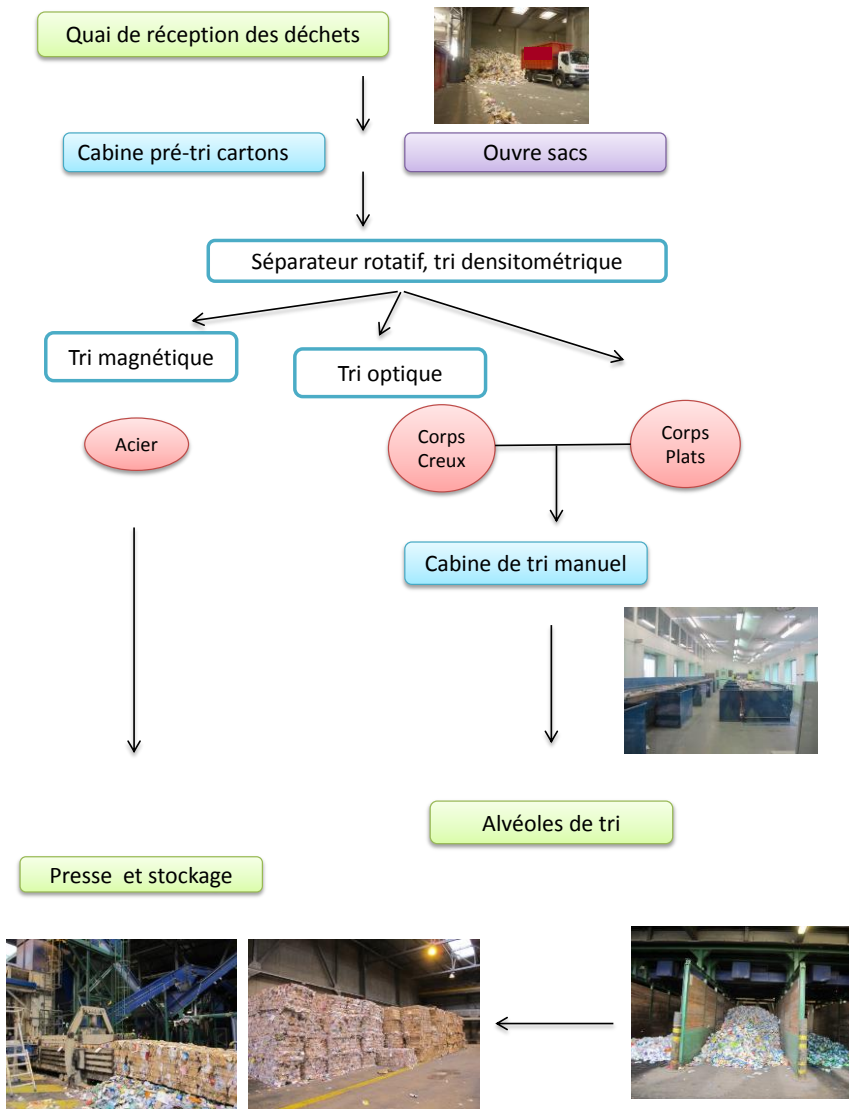 Quai de réception des déchets
Cabine pré-tri cartons
Ouvre sacs
Séparateur rotatif, tri densitométrique
Tri magnétique
Tri optique
Acier
Corps
Creux
Corps
Plats
Cabine de tri manuel
Alvéoles de tri
Presse et stockage